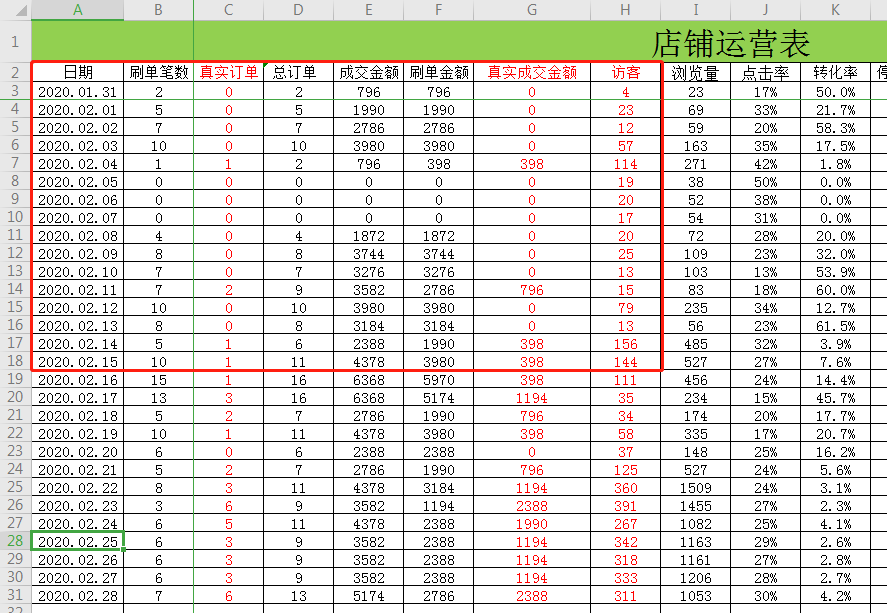 A B C D E F G H I J K
1 店铺运营表
2 日期 刷单笔数 真实订单 总订单 成交金额 刷单金额 真实成交金额 访客 浏览量 点击率 转化率
3 2020.01.31 2 0 2 796 796 0 4 23 17% 50.0%
4 2020.02.01 5 0 5 1990 1990 0 23 69 33% 21.7%
5 2020.02.02 7 0 7 2786 2786 0 12 59 20% 58.3%
6 2020.02.03 10 0 10 3980 3980 0 57 163 35% 17.5%
7 2020.02.04 1 1 2 796 398 398 114 271 42% 1.8%
8 2020.02.05 0 0 0 0 0 0 19 38 50% 0.0%
9 2020.02.06 0 0 0 0 0 0 20 52 38% 0.0%
10 2020.02.07 0 0 0 0 0 0 17 54 31% 0.0%
11 2020.02.08 4 0 4 1872 1872 0 20 72 28% 20.0%
12 2020.02.09 8 0 8 3744 3744 0 25 109 23% 32.0%
13 2020.02.10 7 0 7 3276 3276 0 13 103 13% 53.9%
14 2020.02.11 7 2 9 3582 2786 796 15 83 18% 60.0%
15 2020.02.12 10 0 10 3980 3980 0 79 235 34% 12.7%
16 2020.02.13 8 0 8 3184 3184 0 13 56 23% 61.5%
17 2020.02.14 5 1 6 2388 1990 398 156 485 32% 3.9%
18 2020.02.15 10 1 11 4378 3980 398 144 527 27% 7.6%
19 2020.02.16 15 1 16 6368 5970 398 111 456 24% 14.4%
20 2020.02.17 13 3 16 6368 5174 1194 35 234 15% 45.7%
21 2020.02.18 5 2 7 2786 1990 796 34 174 20% 17.7%
22 2020.02.19 10 1 11 4378 3980 398 58 335 17% 20.7%
23 2020.02.20 6 0 6 2388 2388 0 37 148 25% 16.2%
24 2020.02.21 5 2 7 2786 1990 796 125 527 24% 5.6%
25 2020.02.22 8 3 11 4378 3184 1194 360 1509 24% 3.1%
26 2020.02.23 3 6 9 3582 1194 2388 391 1455 27% 2.3%
27 2020.02.24 6 5 11 4378 2388 1990 267 1082 25% 4.1%
28 2020.02.25 6 3 9 3582 2388 1194 342 1163 29% 2.6%
29 2020.02.26 6 3 9 3582 2388 1194 318 1161 27% 2.8%
30 2020.02.27 6 3 9 3582 2388 1194 333 1206 28% 2.7%
31 2020.02.28 7 6 13 5174 2786 2388 311 1053 30% 4.2%